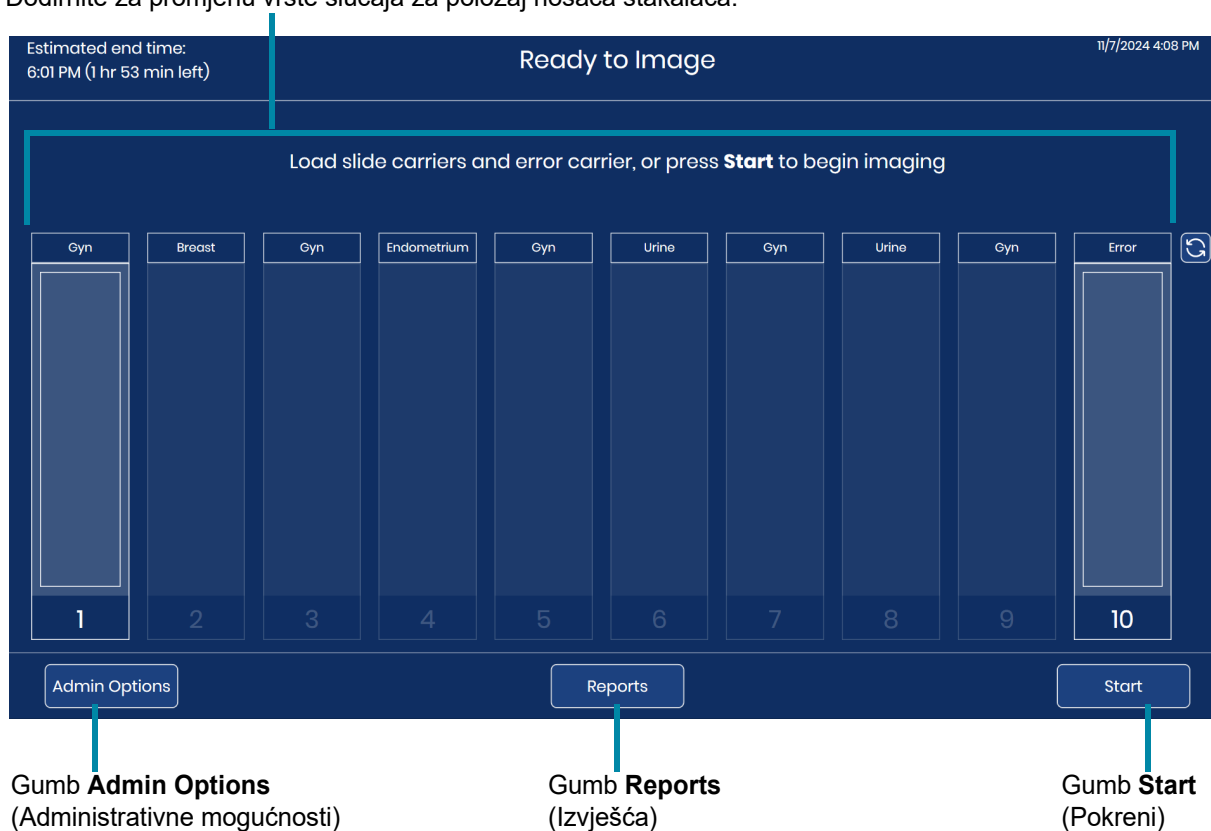 Dodirnite za promjenu vrste slučaja za položaj nosača stakalaca.
Estimated end time:
6:01 PM (1 hr 53 min left)
Ready to Image
11/7/2024 4:08 PM
Load slide carriers and error carrier, or press Start to begin imaging
Gyn Breast Gyn Endometrium Gyn Urine Gyn Urine Gyn Error
1 2 3 4 5 6 7 8 9 10
Admin Options Reports Start
Gumb Admin Options
(Administrativne mogućnosti)
Gumb Reports
(Izvješća)
Gumb Start
(Pokreni)